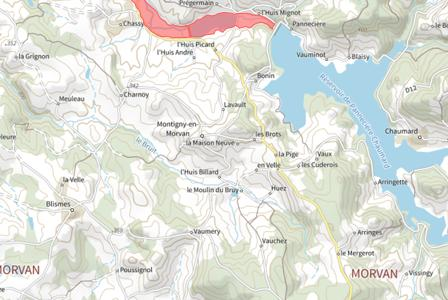 Prégermain
l'Huis Mignot
Chassy
Pannecière
l'Huis Picard
l'Huis André
Vauminot
Blaisy
la Grignon
Bonin
Réservoir de Pannecière-Chaumard
D12
Charnoy
Meuleau
Lavault
Montigny-en-
Morvan
les Brots
Chaumard
la Maison Neuve
le Bruit
la Pige
Vaux
en Velle
les Cuderois
l'Huis Billard
la Velle
Arringette
le Moulin du Bruy
Huez
Blismes
Vaumery
Arringes
Vauchez
le Mergerot
MORVAN
Poussignol
MORVAN
Vissingy